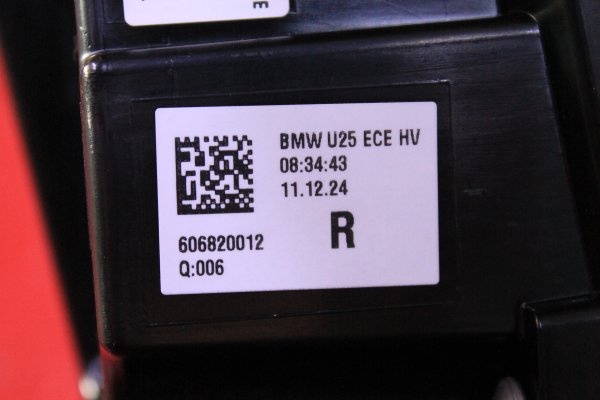 E
BMW U25 ECE HV
08:34:43
11.12.24
R
606820012
Q:006